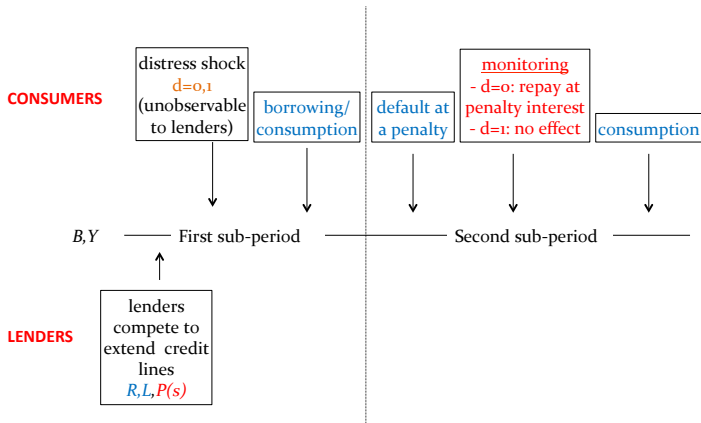 CONSUMERS
distress shock
d=0,1
(unobservable
to lenders)
borrowing/
consumption
default at
a penalty
monitoring
- d=0: repay at
penalty interest
- d=1: no effect
consumption
B,Y
First sub-period
Second sub-period
LENDERS
lenders
compete to
extend credit
lines
R,L,P(s)